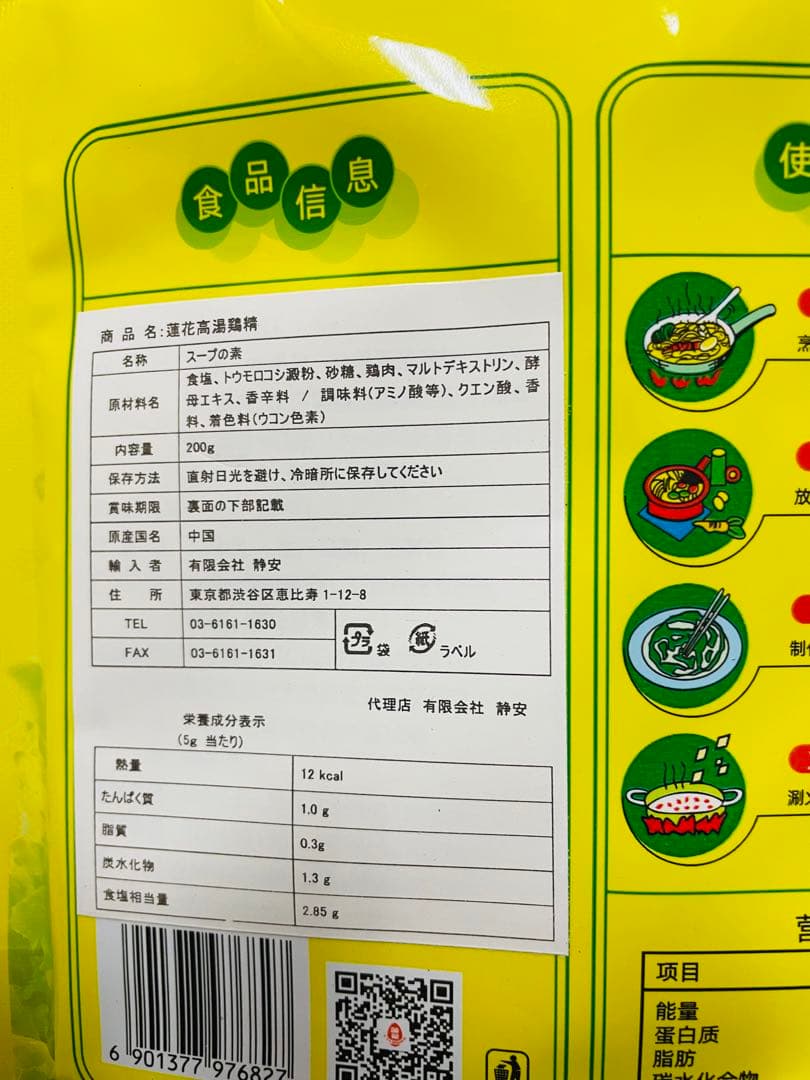 食品信息
商品名:蓮花高湯鶏精
名称 スープの素
原材料名 食塩、トウモロコシ澱粉、砂糖、鶏肉、マルトデキストリン、酵
母エキス、香辛料 / 調味料(アミノ酸等)、クエン酸、香
料、着色料(ウコン色素)
内容量 200g
保存方法 直射日光を避け、冷暗所に保存してください
賞味期限 裏面の下部記載
原産国名 中国
輸入者 有限会社 静安
住所 東京都渋谷区恵比寿 1-12-8
TEL 03-6161-1630
FAX 03-6161-1631
プラ 袋 紙 ラベル
代理店 有限会社 静安
栄養成分表示
(5g 当たり)
熱量 12 kcal
たんぱく質 1.0 g
脂質 0.3g
炭水化物 1.3 g
食塩相当量 2.85 g
6 901377 976827
使
放
制
涮
项目
能量
蛋白质
脂肪
碳水化合物